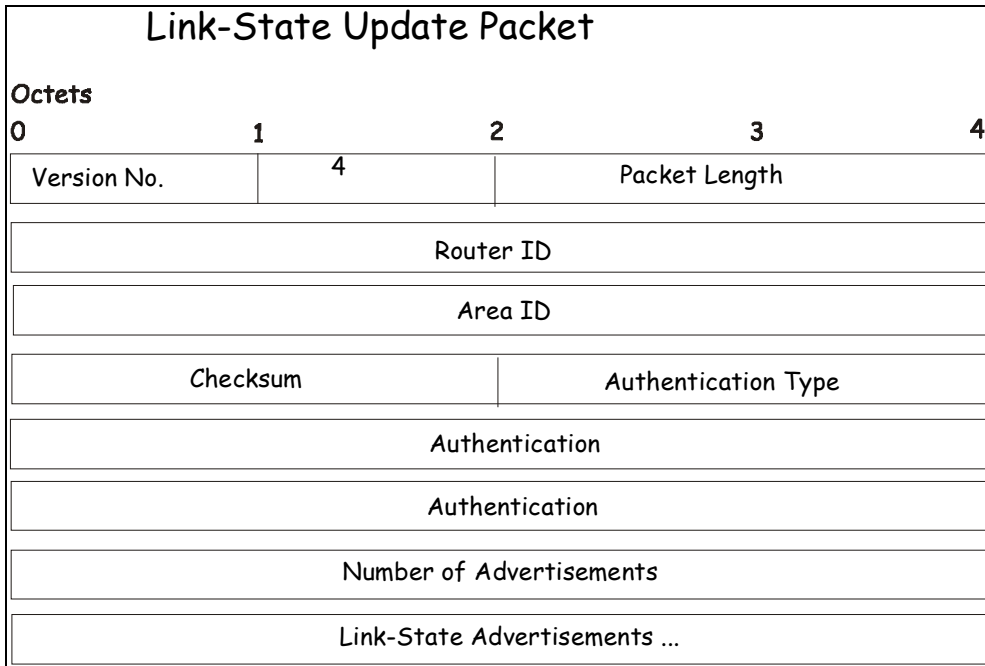 Link-State Update Packet
Octets
0 1 2 3 4
Version No. 4 Packet Length
Router ID
Area ID
Checksum Authentication Type
Authentication
Authentication
Number of Advertisements
Link-State Advertisements ...